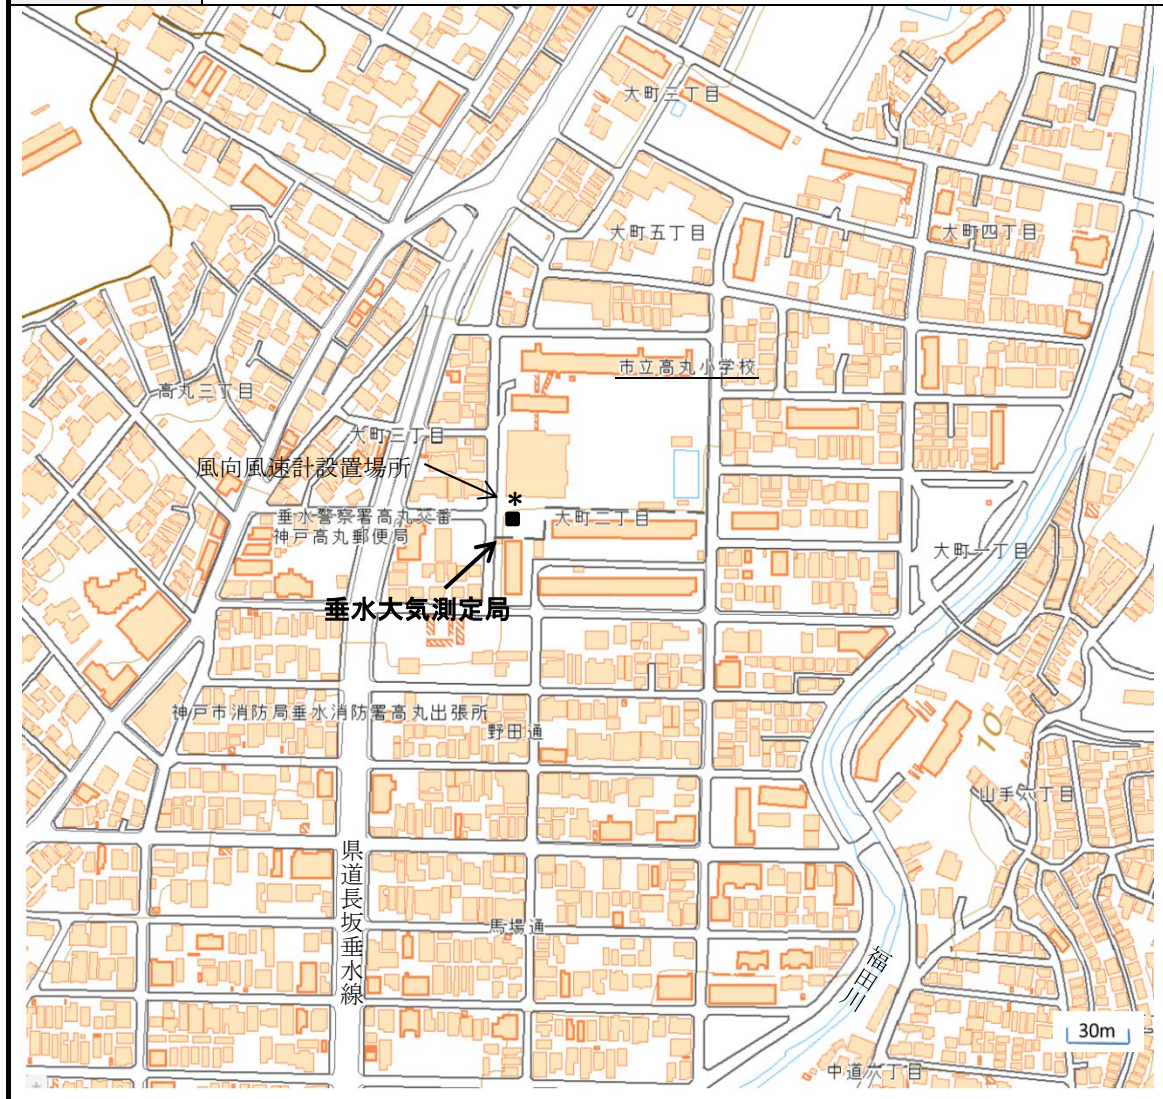 大町三丁目
大町五丁目
大町四丁目
市立高丸小学校
高丸三丁目
大町三丁目
風向風速計設置場所
*
垂水警察署高丸交番
大町二丁目
神戸高丸郵便局
大町一丁目
垂水大気測定局
神戸市消防局垂水消防署高丸出張所
野田通
10
山手六丁目
県道長坂垂水線
馬場通
福田川
30m
中道六丁目